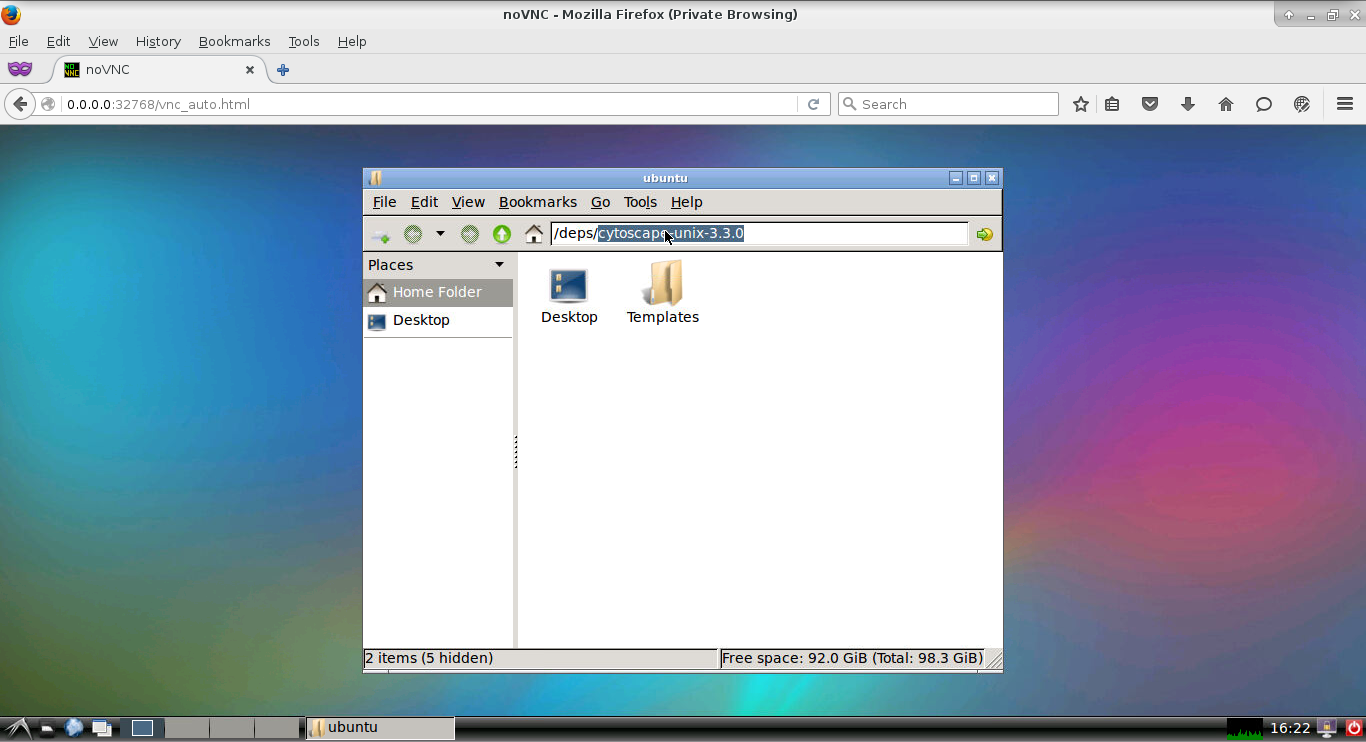 noVNC - Mozilla Firefox (Private Browsing)
File Edit View History Bookmarks Tools Help
noVNC
0.0.0.0:32768/vnc_auto.html
Search
ubuntu
File Edit View Bookmarks Go Tools Help
/deps/cytoscape-unix-3.3.0
Places
Home Folder
Desktop
Desktop
Templates
2 items (5 hidden)
Free space: 92.0 GiB (Total: 98.3 GiB)
ubuntu
16:22